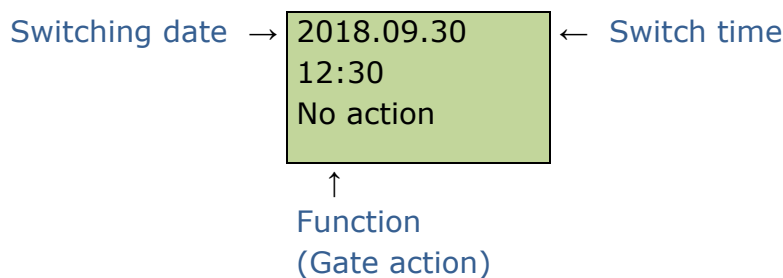 Switching date → 2018.09.30 ← Switch time
12:30
No action
↑
Function
(Gate action)